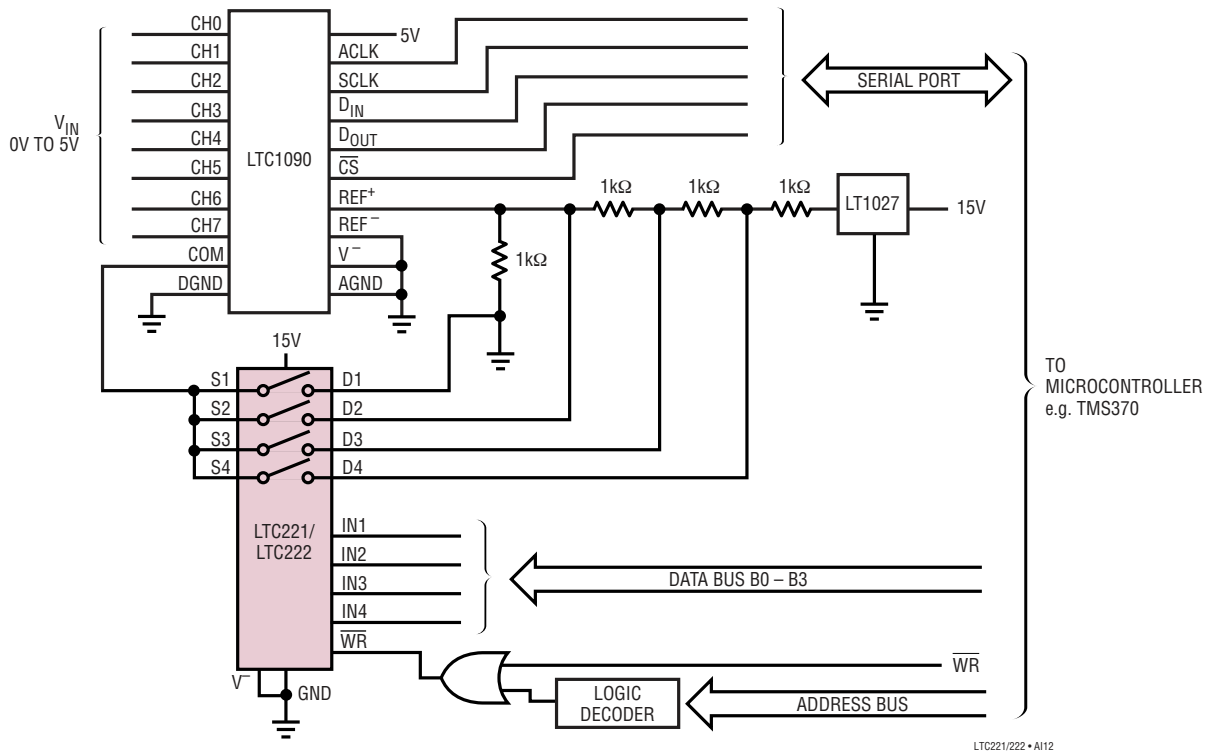 CH0
CH1
CH2
CH3
CH4
CH5
CH6
CH7
COM
DGND
V_IN
0V TO 5V
LTC1090
5V
ACLK
SCLK
D_IN
D_OUT
C̅S̅
REF+
REF–
V–
AGND
SERIAL PORT
1kΩ
1kΩ
1kΩ
1kΩ
LT1027
15V
15V
S1
S2
S3
S4
D1
D2
D3
D4
LTC221/
LTC222
IN1
IN2
IN3
IN4
W̅R̅
V–
GND
DATA BUS B0 – B3
W̅R̅
LOGIC
DECODER
ADDRESS BUS
TO
MICROCONTROLLER
e.g. TMS370
LTC221/222 • AI12